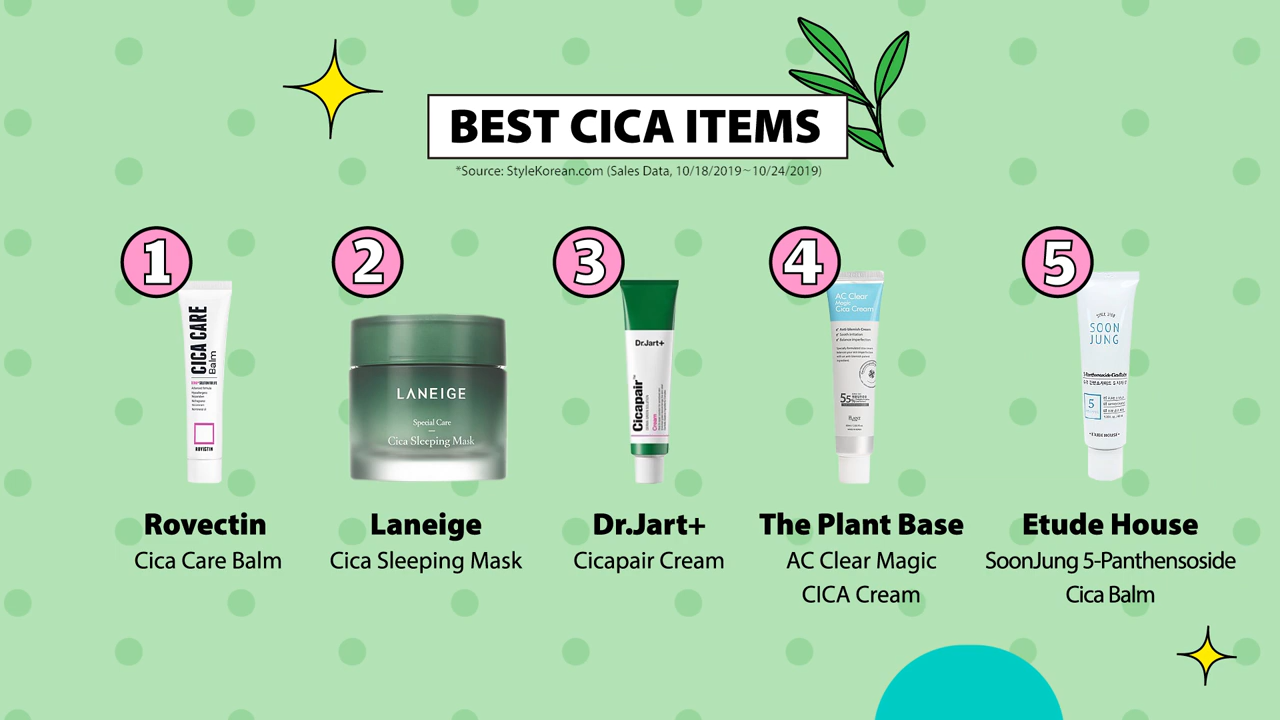 BEST CICA ITEMS
*Source: StyleKorean.com (Sales Data, 10/18/2019~10/24/2019)
1
CICA CARE
Balm
ROVECTIN
Rovectin
Cica Care Balm
2
LANEIGE
Special Care
Cica Sleeping Mask
Laneige
Cica Sleeping Mask
3
Dr.Jart+
Cicapair™
Cream
Dr.Jart+
Cicapair Cream
4
AC Clear
Magic
Cica Cream
The Plant Base
AC Clear Magic
CICA Cream
5
SOON
JUNG
5
ETUDE HOUSE
Etude House
SoonJung 5-Panthensoside
Cica Balm